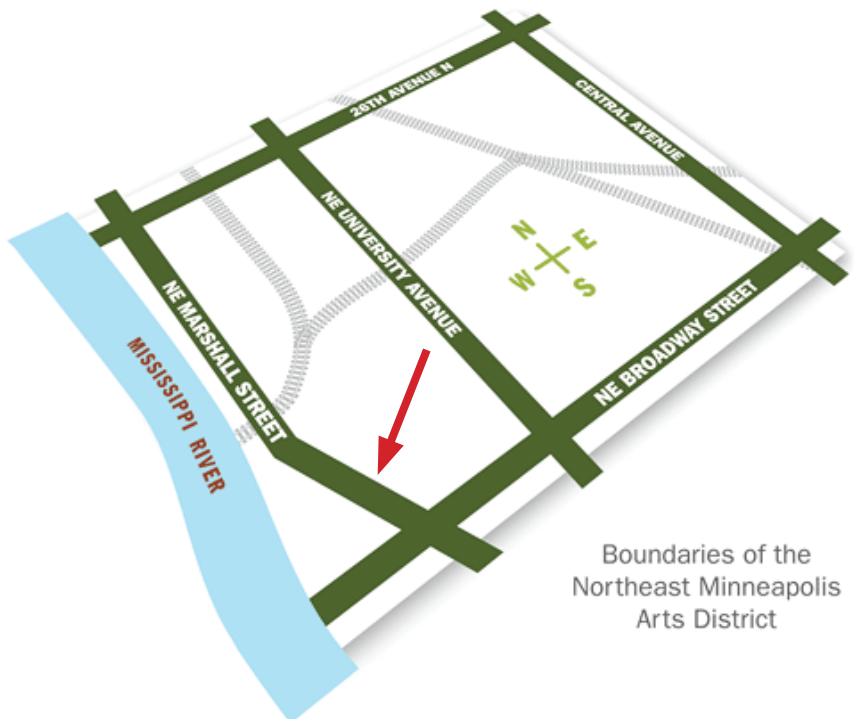 26TH AVENUE N
CENTRAL AVENUE
NE UNIVERSITY AVENUE
N
E
W
S
NE MARSHALL STREET
NE BROADWAY STREET
MISSISSIPPI RIVER
Boundaries of the
Northeast Minneapolis
Arts District